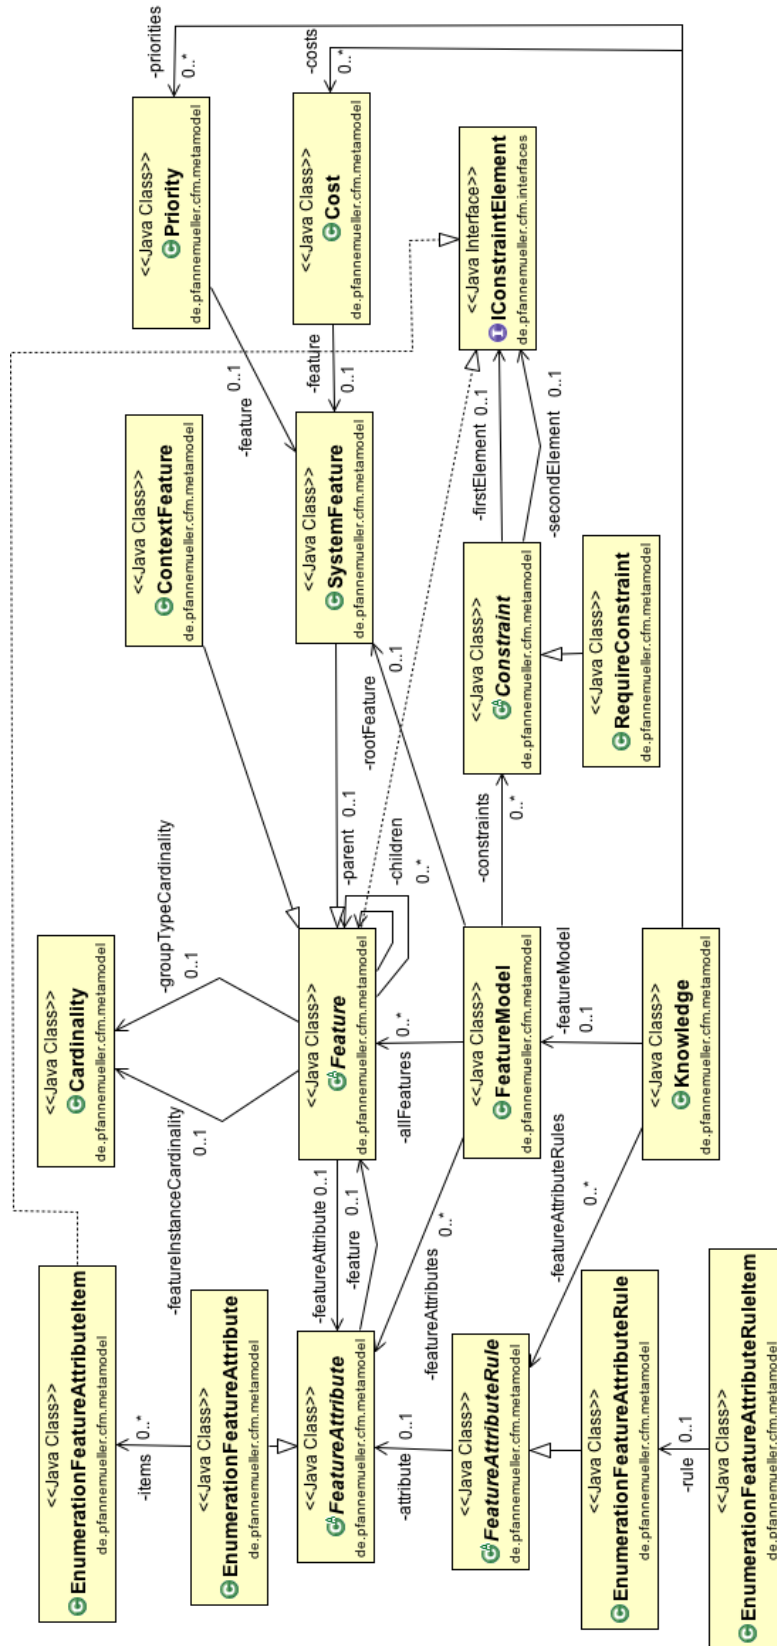 <<Java Class>>
EnumerationFeatureAttributeItem
de.pfannemueller.cfm.metamodel
-items
0..*
<<Java Class>>
EnumerationFeatureAttribute
de.pfannemueller.cfm.metamodel
<<Java Class>>
FeatureAttribute
de.pfannemueller.cfm.metamodel
-attribute
0..1
<<Java Class>>
FeatureAttributeRule
de.pfannemueller.cfm.metamodel
<<Java Class>>
EnumerationFeatureAttributeRule
de.pfannemueller.cfm.metamodel
-rule
0..1
<<Java Class>>
EnumerationFeatureAttributeRuleItem
de.pfannemueller.cfm.metamodel
<<Java Class>>
Cardinality
de.pfannemueller.cfm.metamodel
-featureInstanceCardinality
0..1
-groupTypeCardinality
0..1
<<Java Class>>
Feature
de.pfannemueller.cfm.metamodel
-featureAttribute 0..1
-feature
0..1
-parent 0..1
-children
0..*
-allFeatures
0..*
-featureAttributes
0..*
<<Java Class>>
FeatureModel
de.pfannemueller.cfm.metamodel
-featureModel
0..1
-featureAttributeRules
0..*
<<Java Class>>
Knowledge
de.pfannemueller.cfm.metamodel
<<Java Class>>
ContextFeature
de.pfannemueller.cfm.metamodel
<<Java Class>>
SystemFeature
de.pfannemueller.cfm.metamodel
-rootFeature
0..1
-constraints
0..*
<<Java Class>>
Constraint
de.pfannemueller.cfm.metamodel
<<Java Class>>
RequireConstraint
de.pfannemueller.cfm.metamodel
-firstElement 0..1
-secondElement 0..1
<<Java Class>>
Priority
de.pfannemueller.cfm.metamodel
-feature
0..1
<<Java Class>>
Cost
de.pfannemueller.cfm.metamodel
-feature
0..1
<<Java Interface>>
IConstraintElement
de.pfannemueller.cfm.interfaces
-priorities
0..*
-costs
0..*